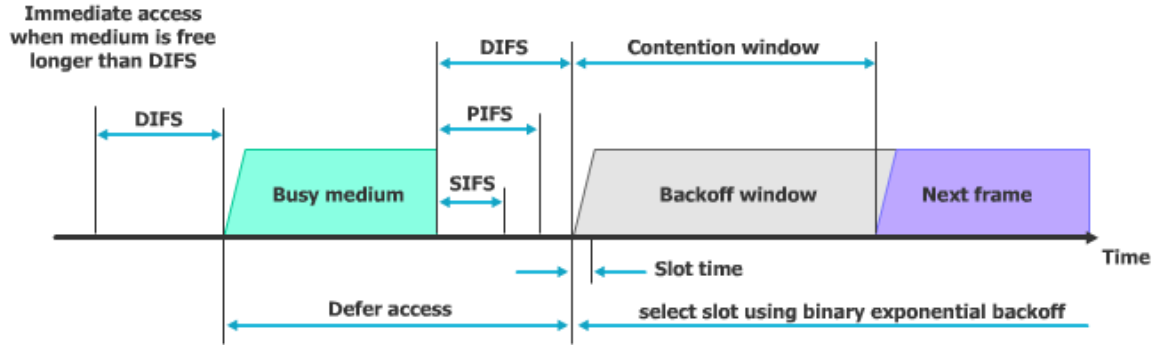 Immediate access
when medium is free
longer than DIFS
DIFS
Contention window
DIFS
PIFS
Busy medium
SIFS
Backoff window
Next frame
Time
Slot time
Defer access
select slot using binary exponential backoff